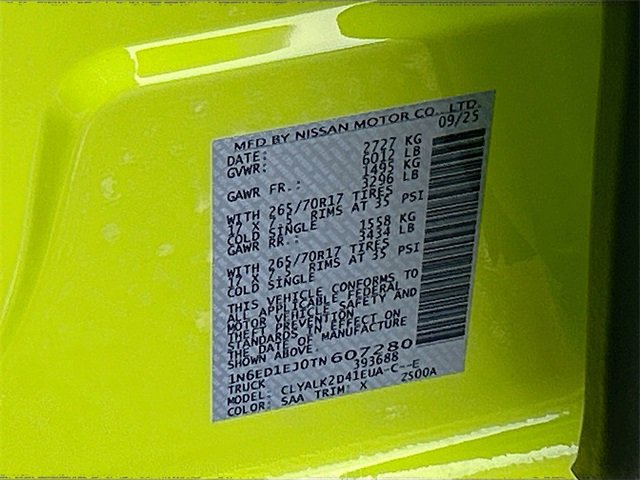 MFD BY NISSAN MOTOR CO., LTD.
DATE: 09/25
GVWR: 2727 KG
6012 LB
GAWR FR.: 1495 KG
3296 LB
WITH 265/70R17 TIRES
17 X 7.5 RIMS AT 35 PSI
COLD SINGLE
GAWR RR.: 1558 KG
3434 LB
WITH 265/70R17 TIRES
17 X 7.5 RIMS AT 35 PSI
COLD SINGLE
THIS VEHICLE CONFORMS TO
ALL APPLICABLE FEDERAL
MOTOR VEHICLE SAFETY AND
THEFT PREVENTION
STANDARDS IN EFFECT ON
THE DATE OF MANUFACTURE
SHOWN ABOVE.
1N6ED1EJ0TN607280
TRUCK 393688
MODEL: CLYALK2D41EUA-C--E
COLOR: SAA TRIM: X 2500A